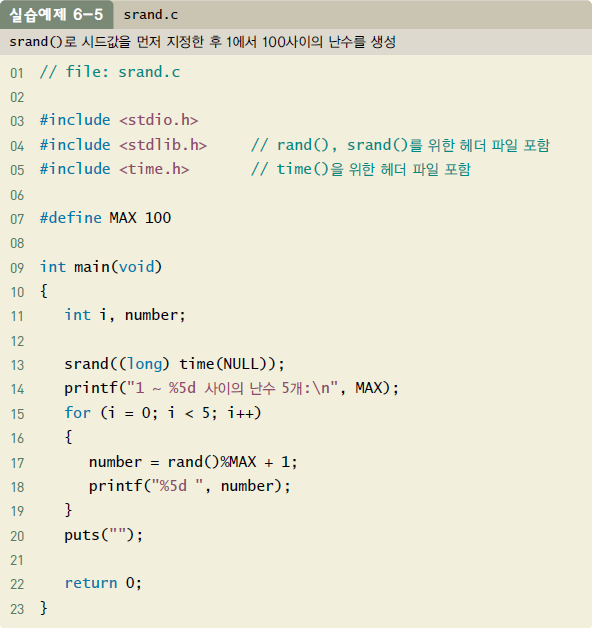 실습예제 6-5 srand.c
srand()로 시드값을 먼저 지정한 후 1에서 100사이의 난수를 생성
01 // file: srand.c
02
03 #include <stdio.h>
04 #include <stdlib.h> // rand(), srand()를 위한 헤더 파일 포함
05 #include <time.h> // time()을 위한 헤더 파일 포함
06
07 #define MAX 100
08
09 int main(void)
10 {
11 int i, number;
12
13 srand((long) time(NULL));
14 printf("1 ~ %5d 사이의 난수 5개:\n", MAX);
15 for (i = 0; i < 5; i++)
16 {
17 number = rand()%MAX + 1;
18 printf("%5d ", number);
19 }
20 puts("");
21
22 return 0;
23 }